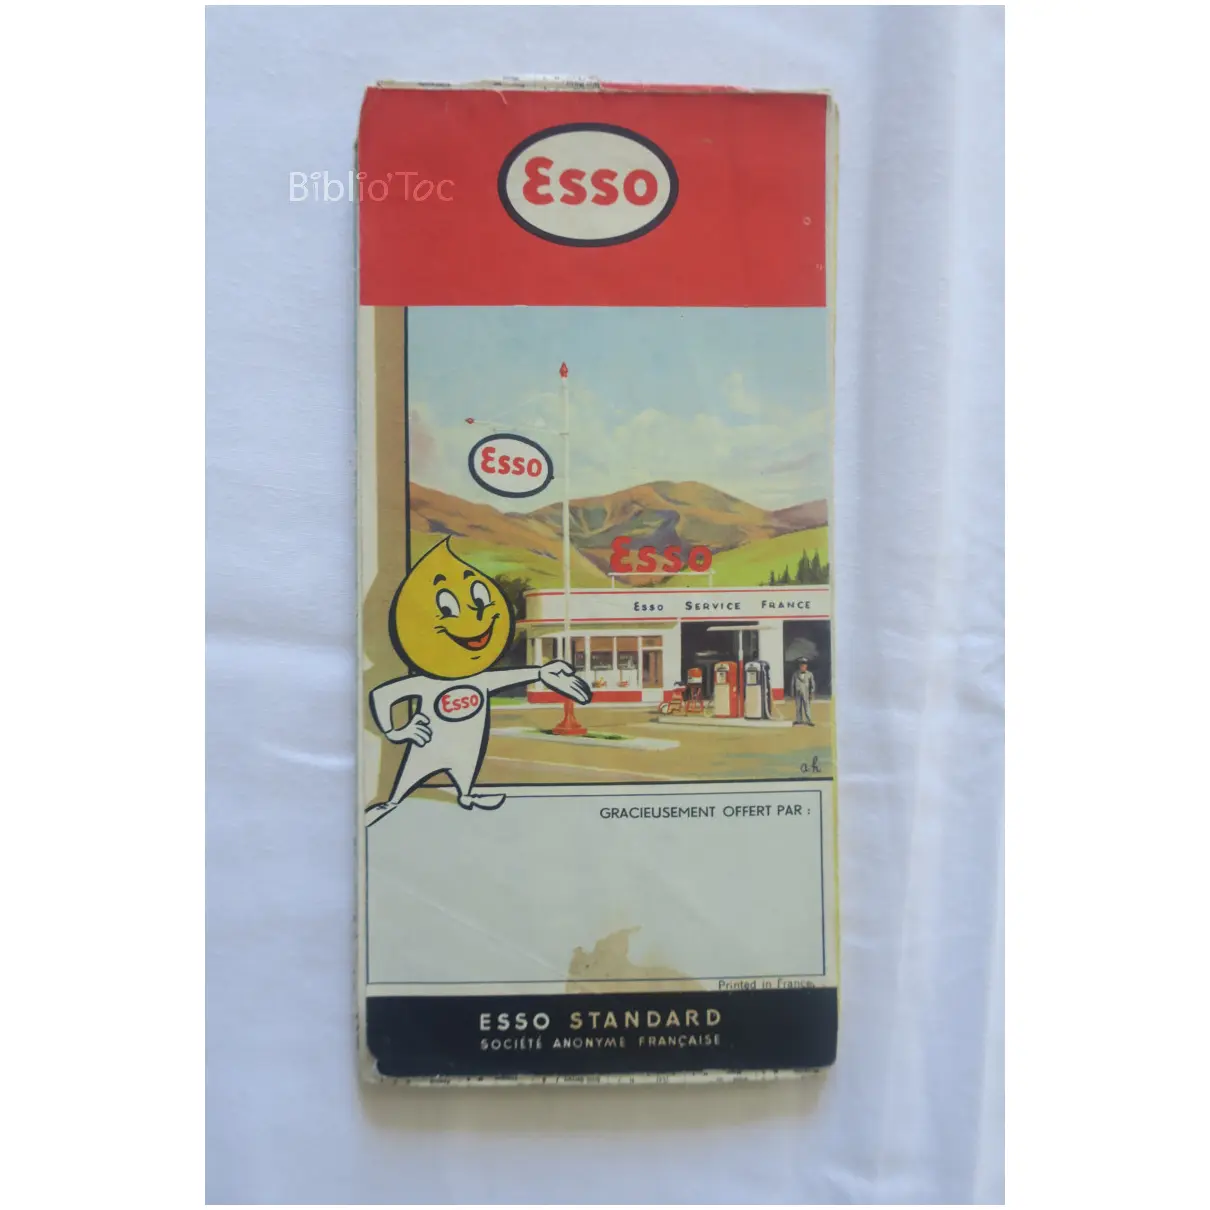 Esso
Biblio'Toc
Esso
Esso
Esso Service France
Esso
ah
GRACIEUSEMENT OFFERT PAR :
Printed in France.
ESSO STANDARD
SOCIÉTÉ ANONYME FRANÇAISE